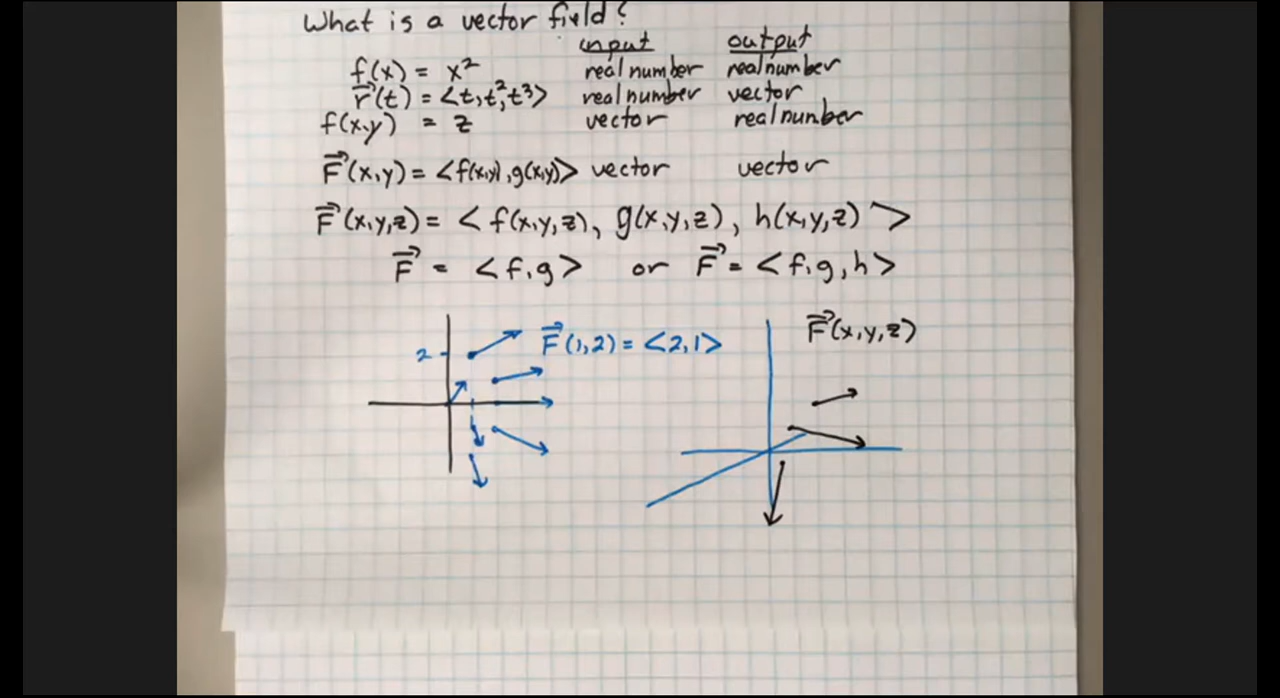 What is a vector field?
input output
f(x) = x² real number real number
r⃗(t) = <t, t², t³> real number vector
f(x,y) = z vector real number
F⃗(x,y) = <f(x,y), g(x,y)> vector vector
F⃗(x,y,z) = < f(x,y,z), g(x,y,z), h(x,y,z) >
F⃗ = <f,g> or F⃗ = <f,g,h>
2 F⃗(1,2) = <2,1> F⃗(x,y,z)